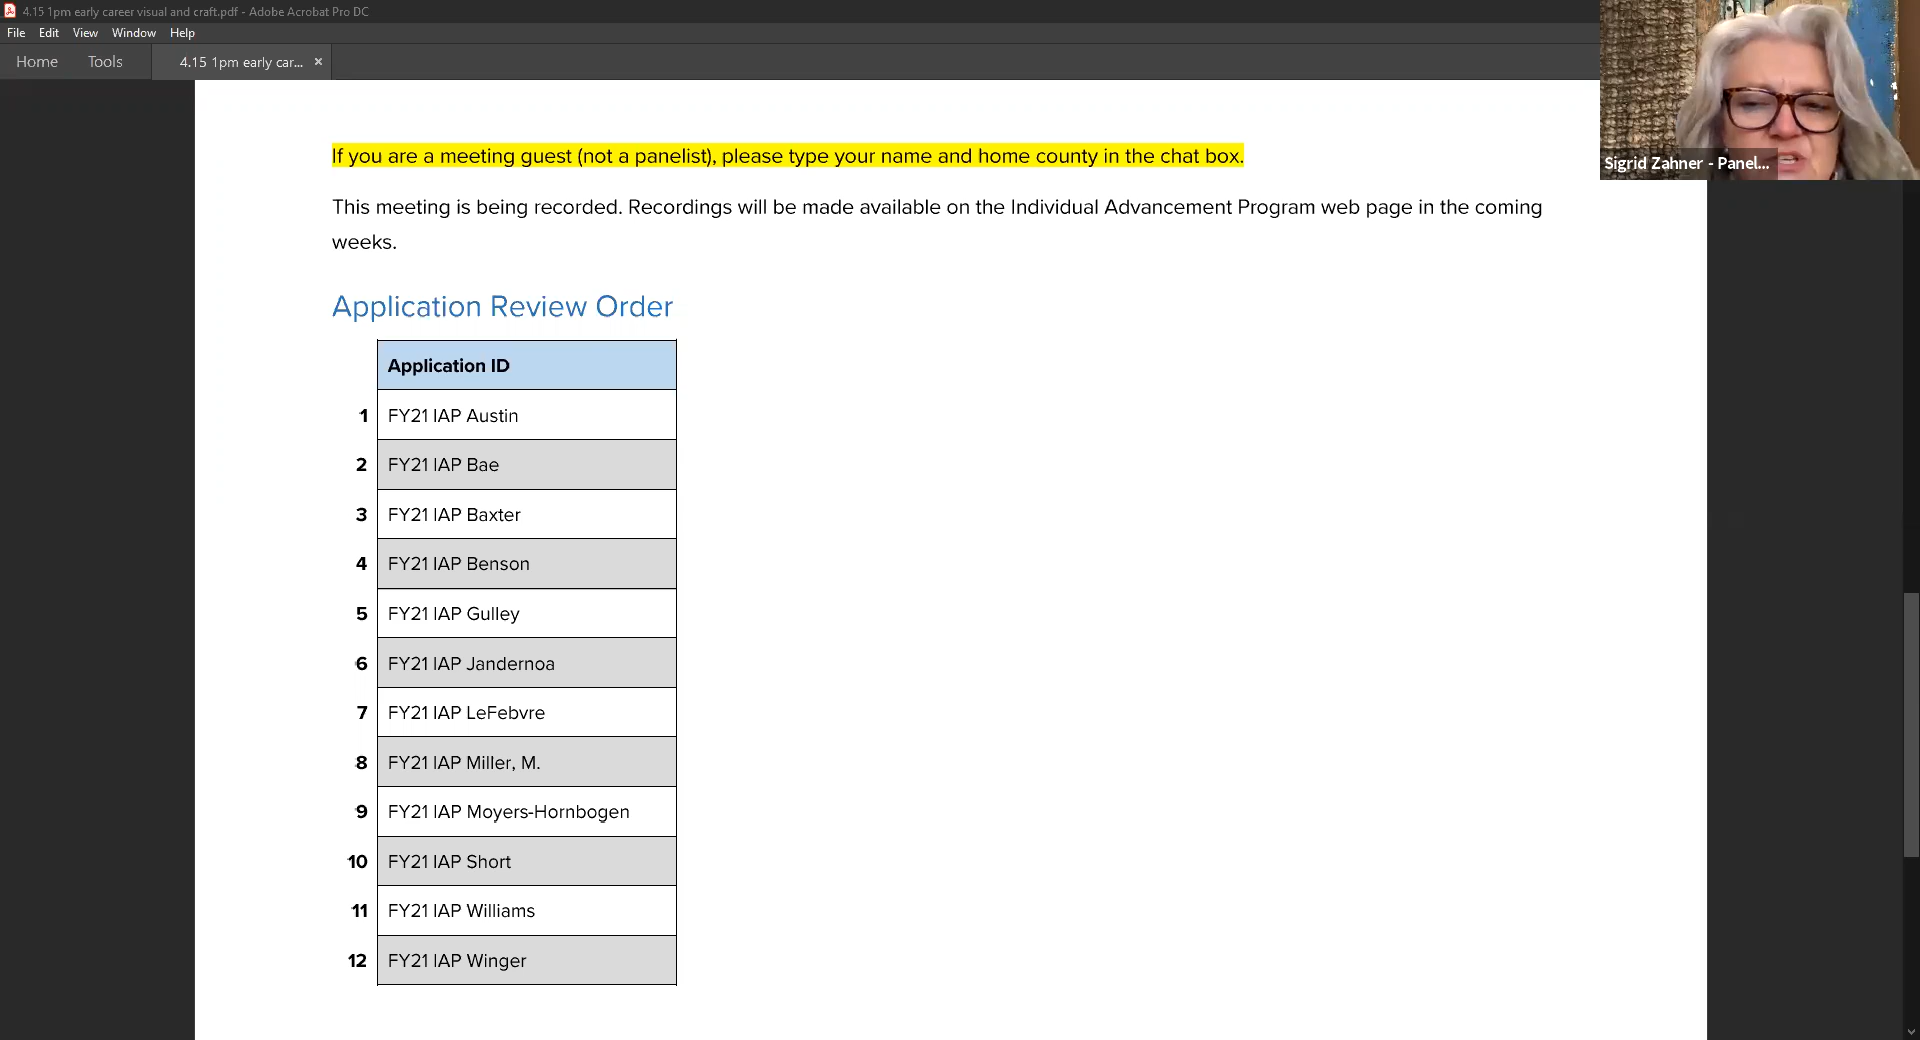 4.15 1pm early career visual and craft.pdf - Adobe Acrobat Pro DC
File Edit View Window Help
Home Tools 4.15 1pm early car... ×
Sigrid Zahner - Panel...
If you are a meeting guest (not a panelist), please type your name and home county in the chat box.
This meeting is being recorded. Recordings will be made available on the Individual Advancement Program web page in the coming
weeks.
Application Review Order
Application ID
1 FY21 IAP Austin
2 FY21 IAP Bae
3 FY21 IAP Baxter
4 FY21 IAP Benson
5 FY21 IAP Gulley
6 FY21 IAP Jandernoa
7 FY21 IAP LeFebvre
8 FY21 IAP Miller, M.
9 FY21 IAP Moyers-Hornbogen
10 FY21 IAP Short
11 FY21 IAP Williams
12 FY21 IAP Winger